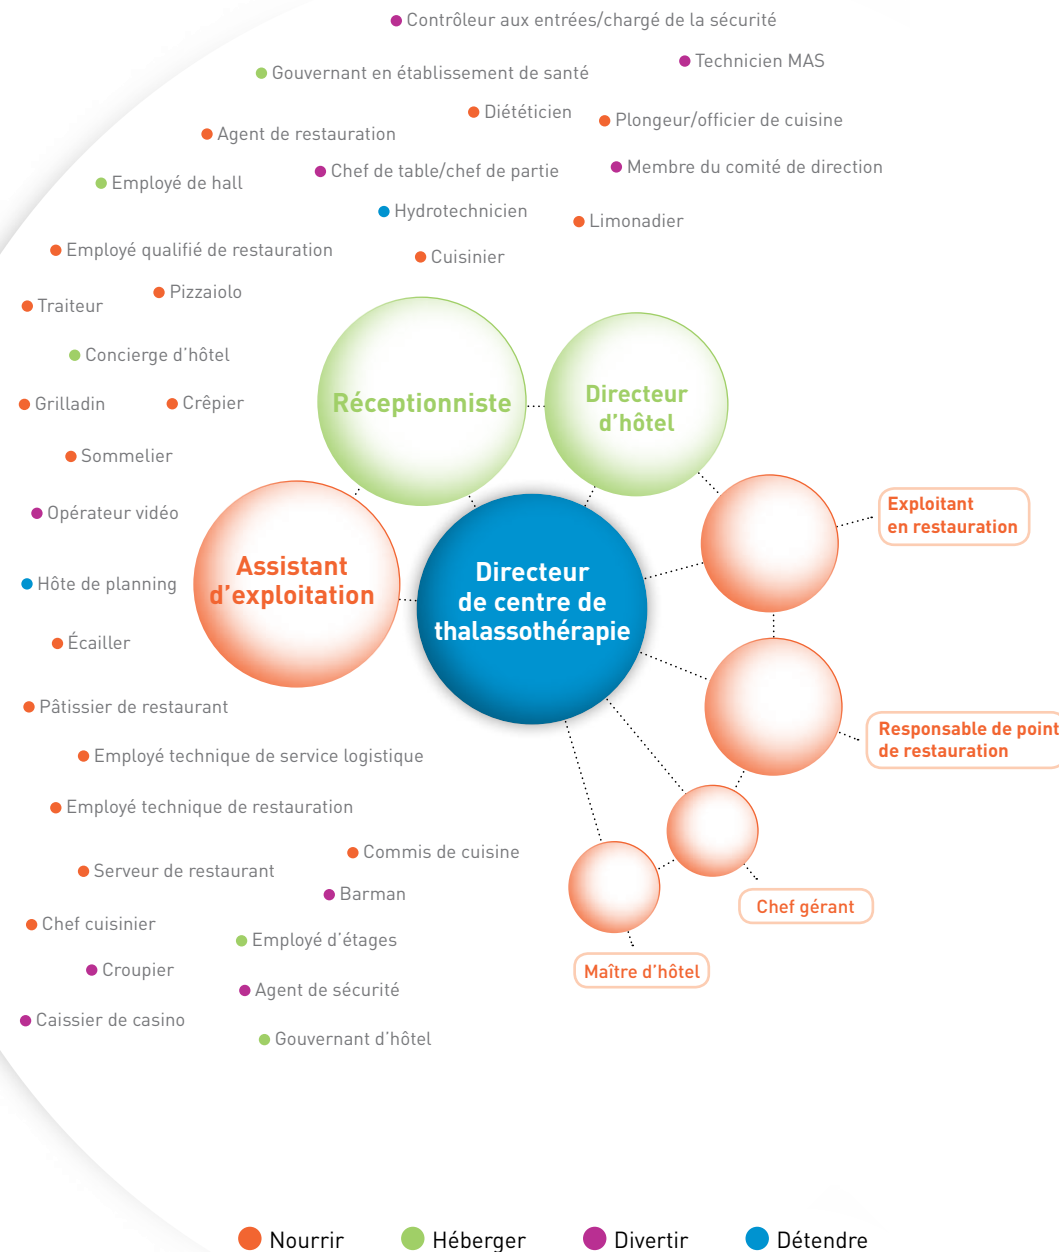 Contrôleur aux entrées/chargé de la sécurité
Technicien MAS
Gouvernant en établissement de santé
Diététicien
Plongeur/officier de cuisine
Agent de restauration
Chef de table/chef de partie
Membre du comité de direction
Employé de hall
Hydrotechnicien
Limonadier
Employé qualifié de restauration
Cuisinier
Pizzaiolo
Traiteur
Concierge d'hôtel
Grilladin
Crêpier
Réceptionniste
Directeur
d'hôtel
Sommelier
Opérateur vidéo
Exploitant
en restauration
Assistant
d'exploitation
Directeur
de centre de
thalassothérapie
Hôte de planning
Écailler
Pâtissier de restaurant
Responsable de point
de restauration
Employé technique de service logistique
Employé technique de restauration
Commis de cuisine
Serveur de restaurant
Barman
Chef gérant
Chef cuisinier
Employé d'étages
Croupier
Maître d'hôtel
Agent de sécurité
Caissier de casino
Gouvernant d'hôtel
Nourrir
Héberger
Divertir
Détendre